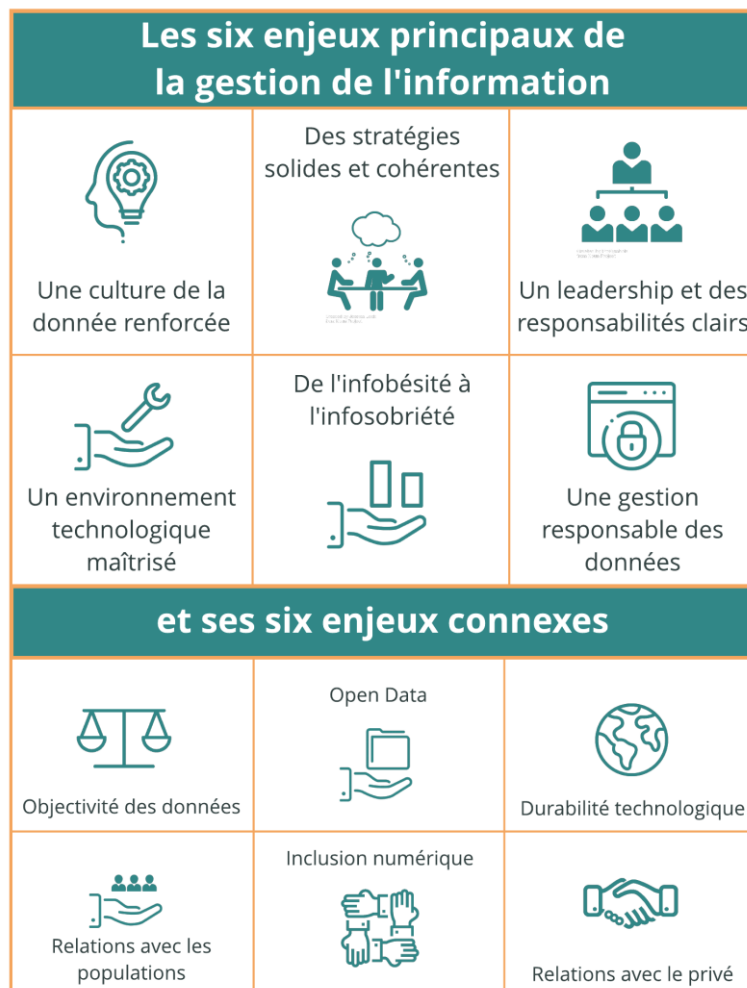 Les six enjeux principaux de
la gestion de l'information
Une culture de la
donnée renforcée
Des stratégies
solides et cohérentes
Un leadership et des
responsabilités clairs
Un environnement
technologique
maîtrisé
De l'infobésité à
l'infosobriété
Une gestion
responsable des
données
et ses six enjeux connexes
Objectivité des données
Open Data
Durabilité technologique
Relations avec les
populations
Inclusion numérique
Relations avec le privé